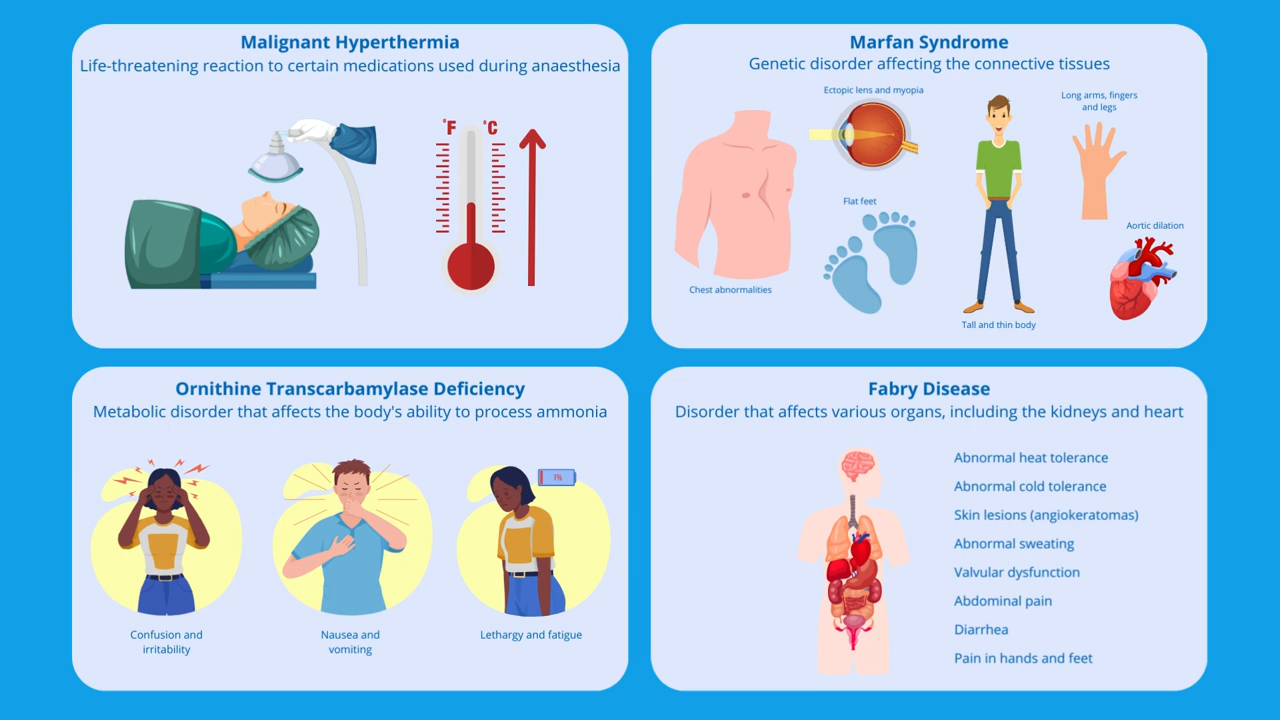 Malignant Hyperthermia
Life-threatening reaction to certain medications used during anaesthesia
°F °C
Marfan Syndrome
Genetic disorder affecting the connective tissues
Ectopic lens and myopia
Long arms, fingers
and legs
Flat feet
Aortic dilation
Chest abnormalities
Tall and thin body
Ornithine Transcarbamylase Deficiency
Metabolic disorder that affects the body's ability to process ammonia
1%
Confusion and
irritability
Nausea and
vomiting
Lethargy and fatigue
Fabry Disease
Disorder that affects various organs, including the kidneys and heart
Abnormal heat tolerance
Abnormal cold tolerance
Skin lesions (angiokeratomas)
Abnormal sweating
Valvular dysfunction
Abdominal pain
Diarrhea
Pain in hands and feet